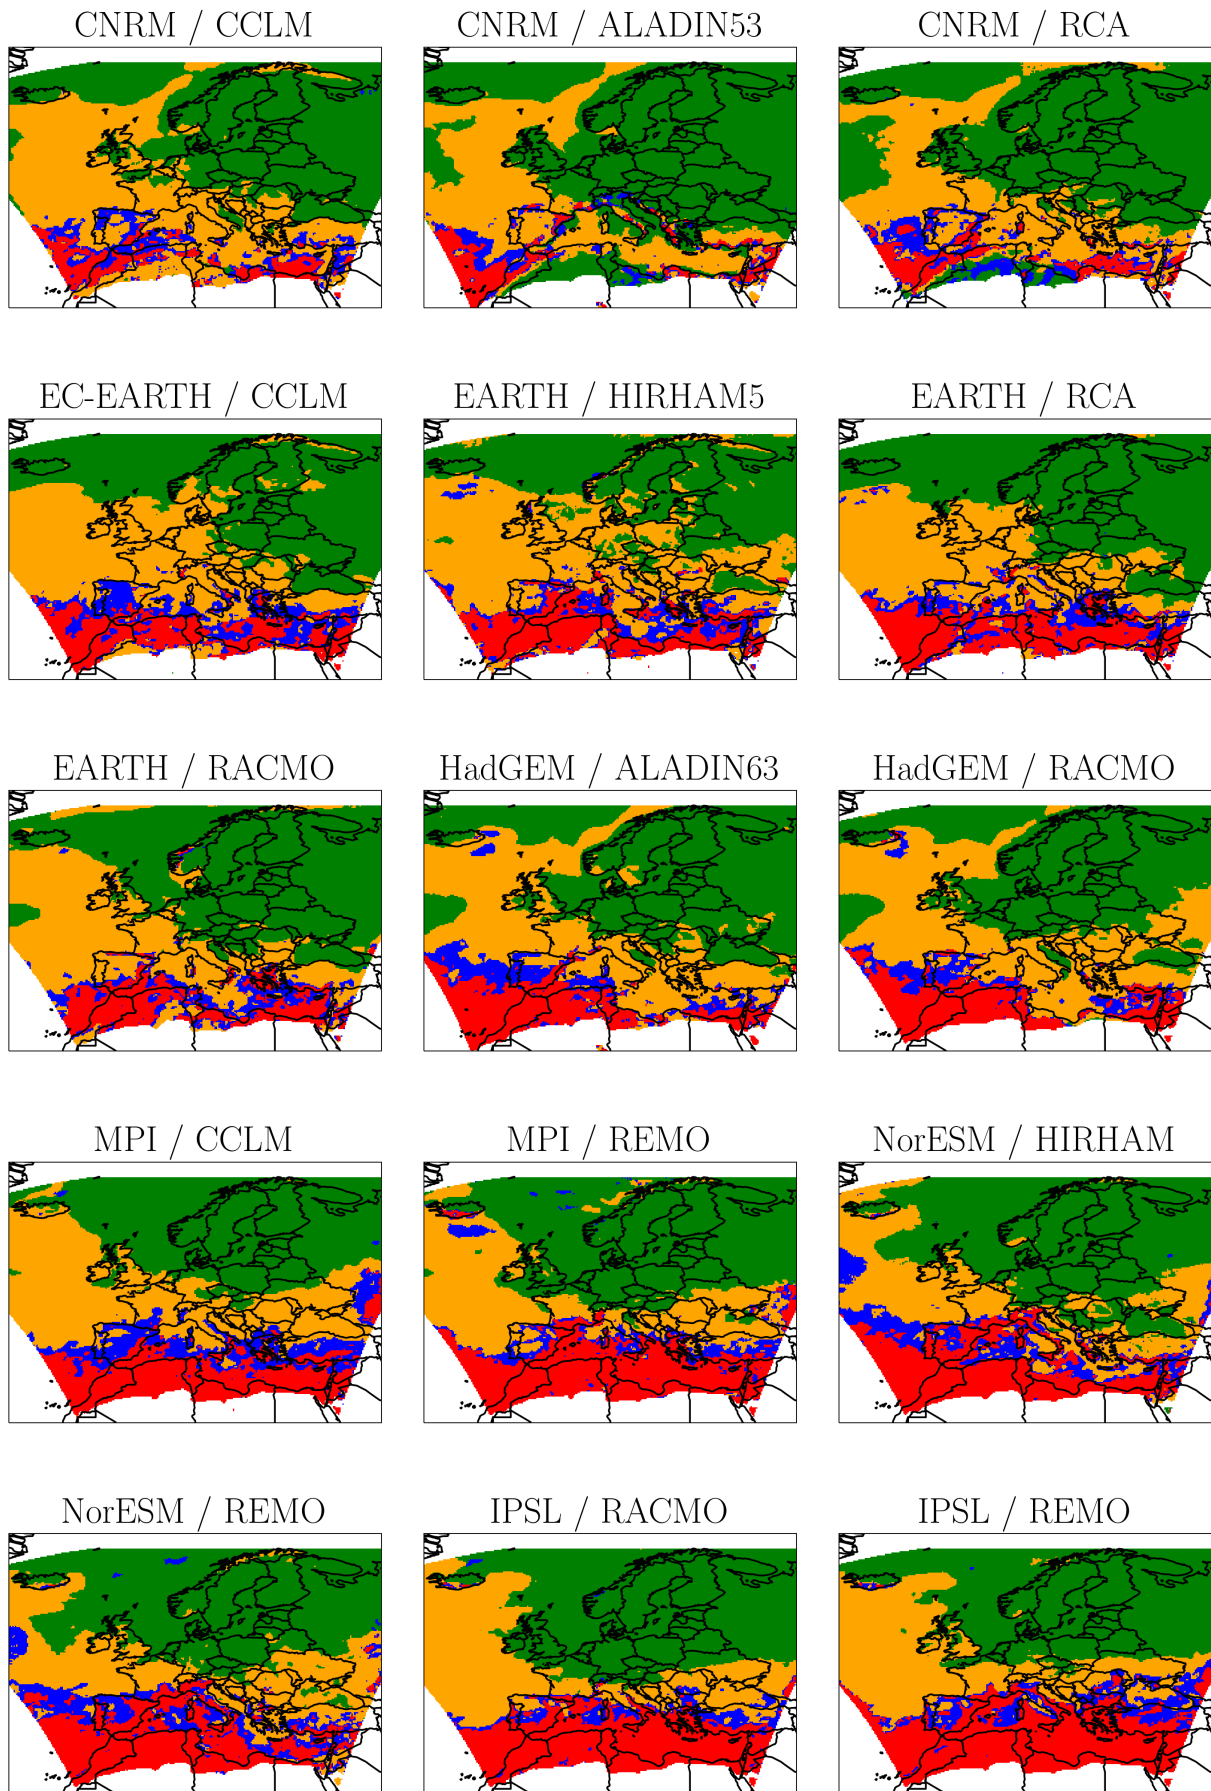 CNRM / CCLM
CNRM / ALADIN53
CNRM / RCA
EC-EARTH / CCLM
EARTH / HIRHAM5
EARTH / RCA
EARTH / RACMO
HadGEM / ALADIN63
HadGEM / RACMO
MPI / CCLM
MPI / REMO
NorESM / HIRHAM
NorESM / REMO
IPSL / RACMO
IPSL / REMO